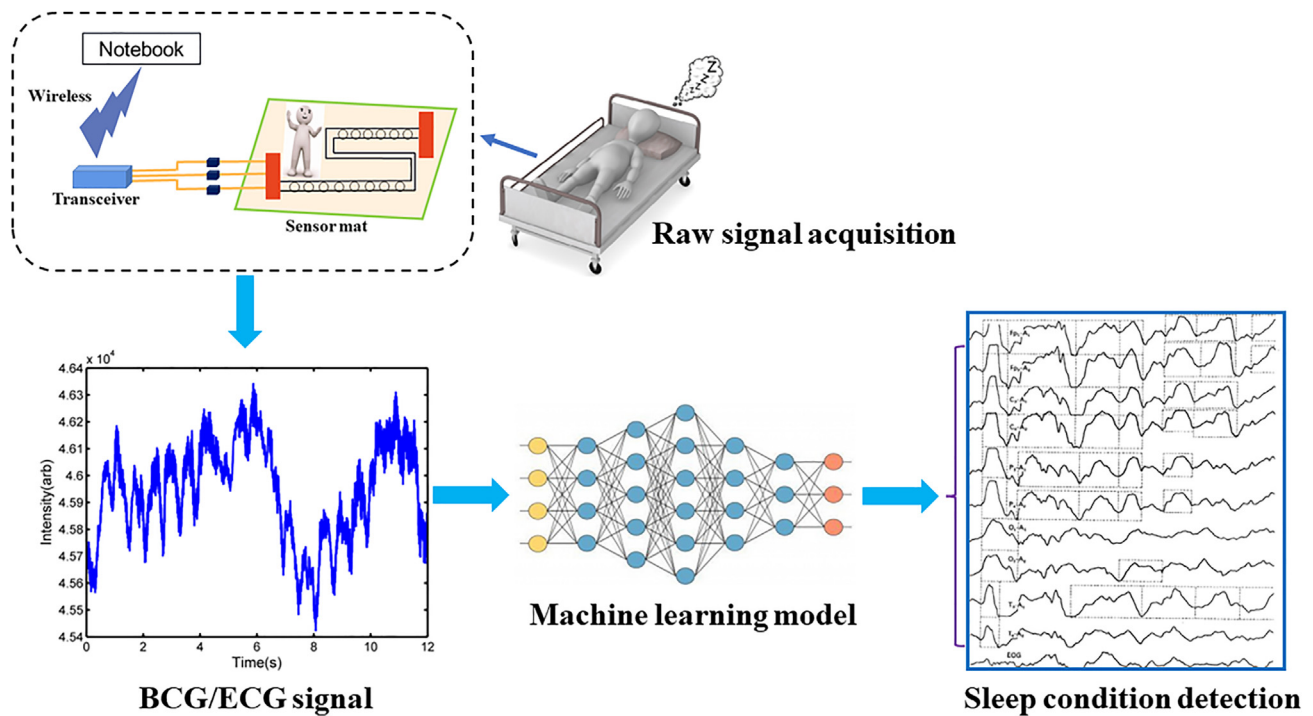 Notebook
Wireless
Transceiver
Sensor mat
Z
z
z
z
z
Raw signal acquisition
x 10⁴
4.64
4.63
4.62
4.61
4.6
4.59
4.58
4.57
4.56
4.55
4.54
Intensity(arb)
0 2 4 6 8 10 12
Time(s)
BCG/ECG signal
Machine learning model
EOG
Sleep condition detection